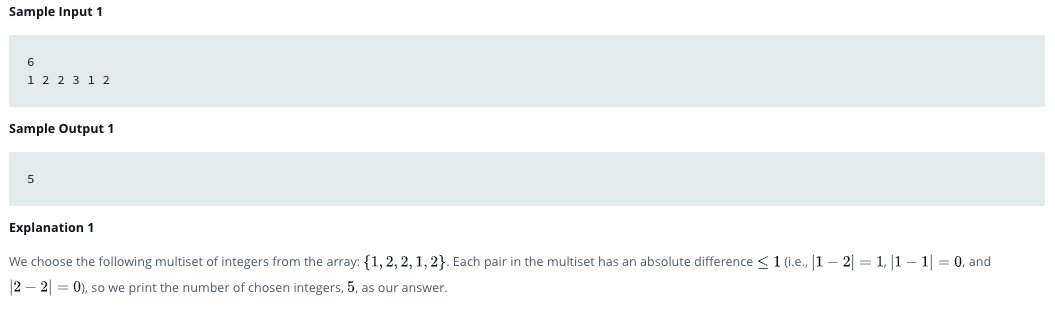 Sample Input 1
6
1 2 2 3 1 2
Sample Output 1
5
Explanation 1
We choose the following multiset of integers from the array: {1, 2, 2, 1, 2}. Each pair in the multiset has an absolute difference ≤ 1 (i.e., |1 − 2| = 1, |1 − 1| = 0, and
|2 − 2| = 0), so we print the number of chosen integers, 5, as our answer.